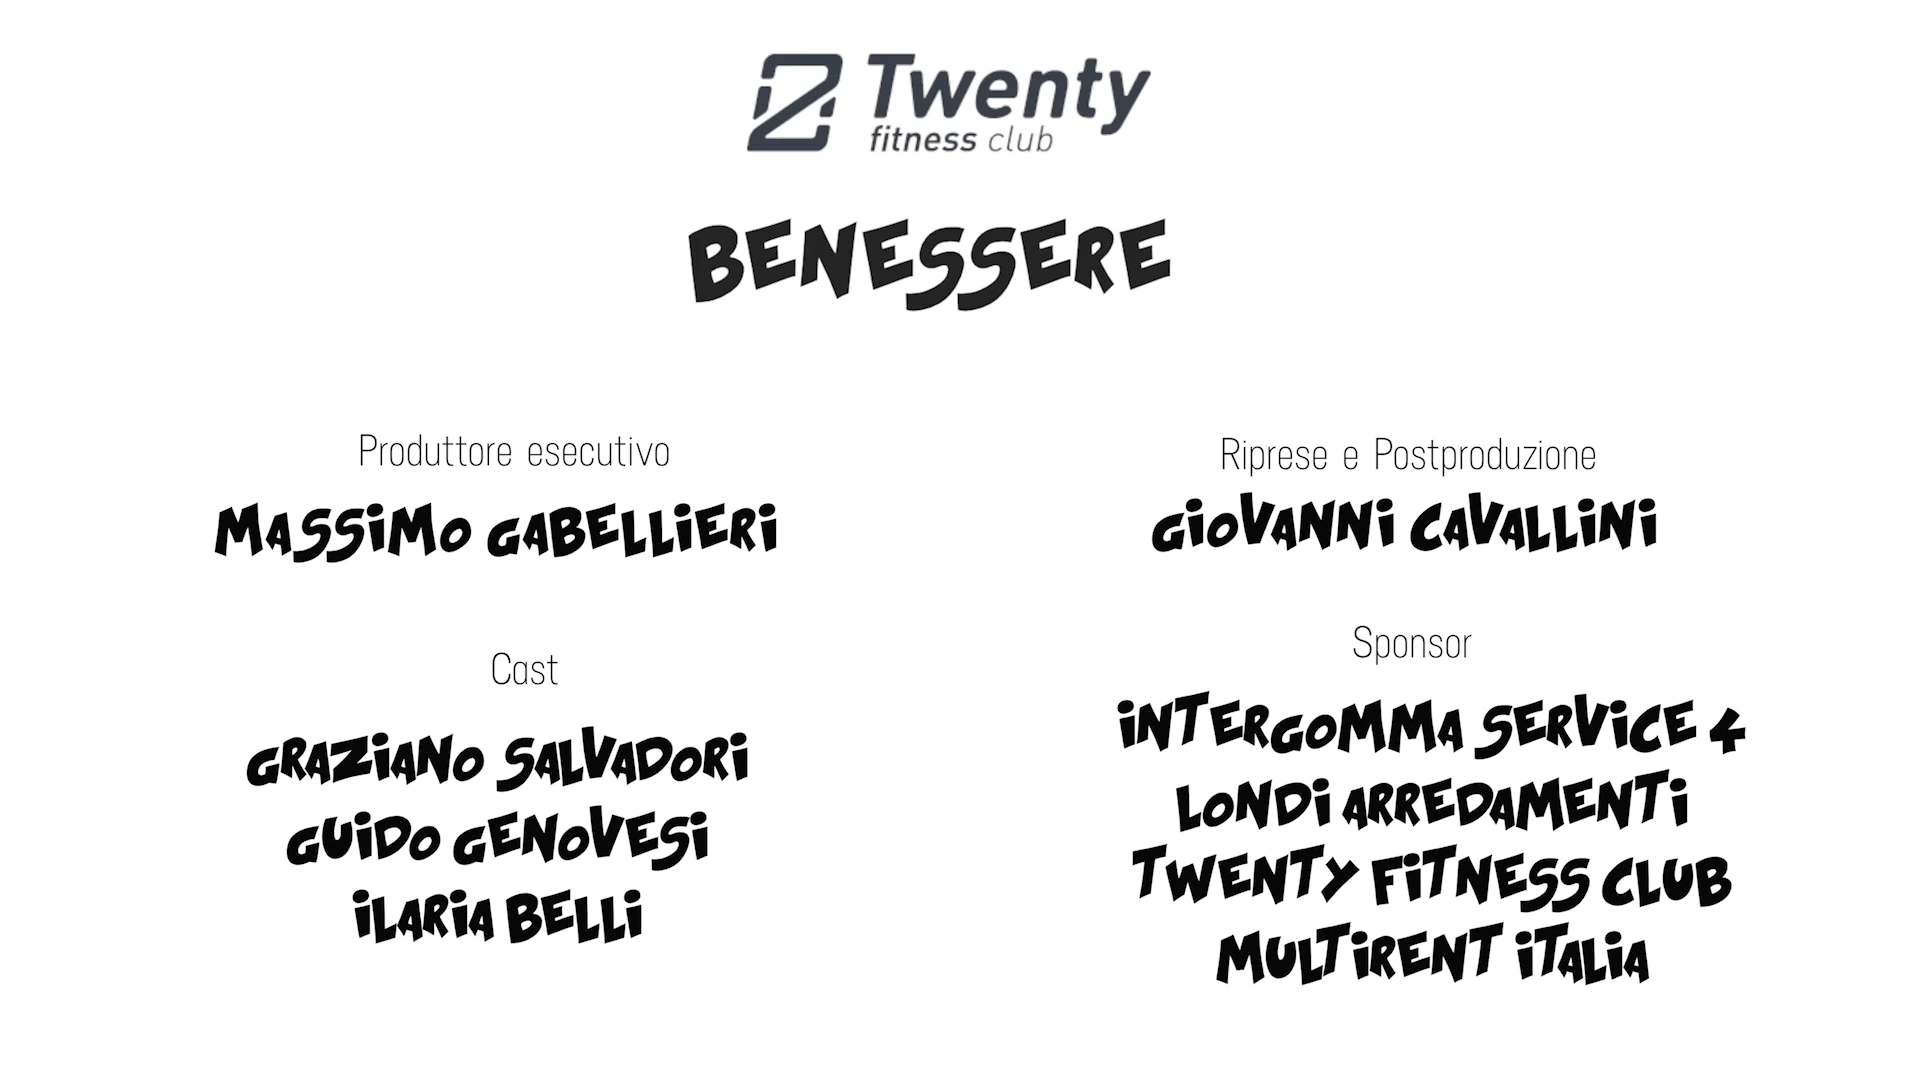 Twenty
fitness club
BENESSERE
Produttore esecutivo
MASSIMO GABELLIERI
Cast
GRAZIANO SALVADORI
GUIDO GENOVESI
ILARIA BELLI
Riprese e Postproduzione
GIOVANNI CAVALLINI
Sponsor
INTERGOMMA SERVICE 4
LONDI ARREDAMENTI
TWENTY FITNESS CLUB
MULTIRENT ITALIA